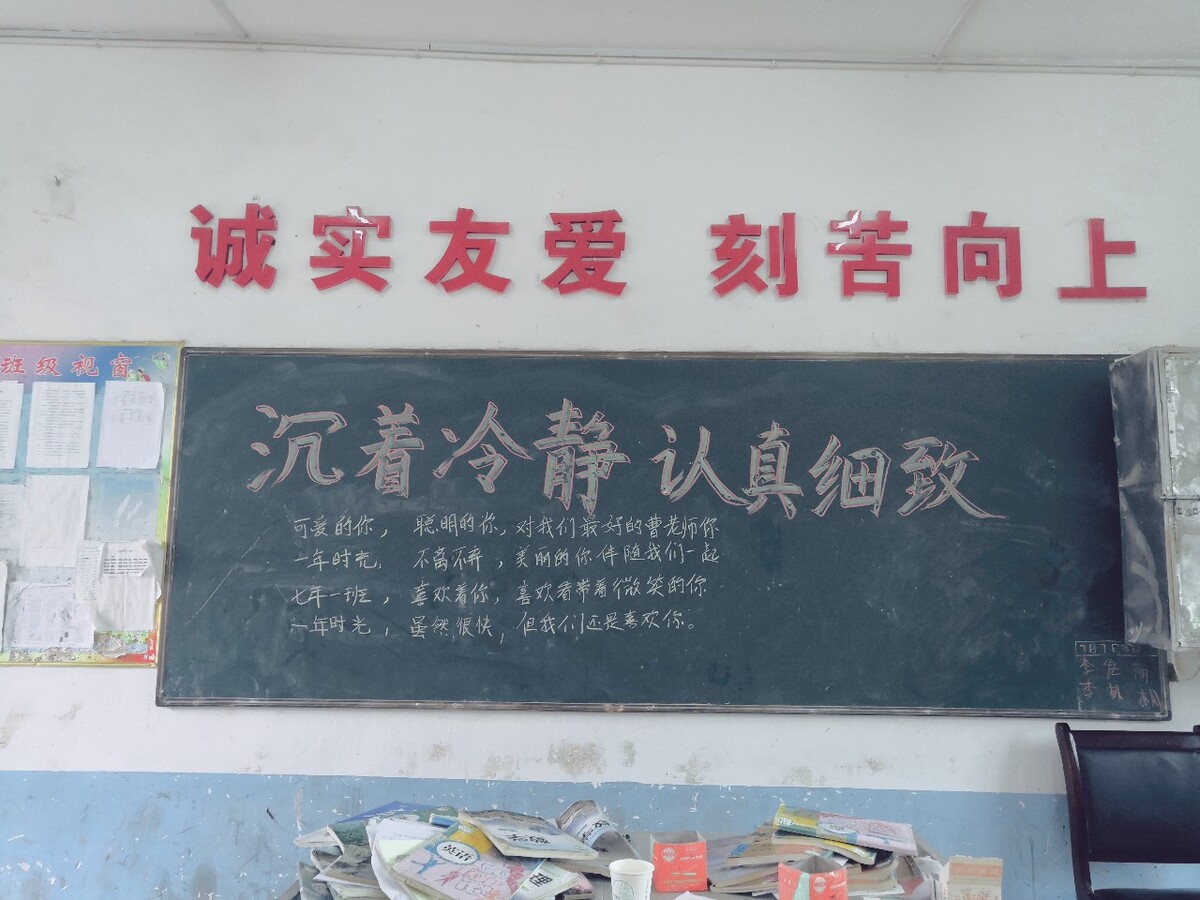 诚实友爱 刻苦向上
班级视窗
沉着冷静 认真细致
可爱的你， 聪明的你，对我们最好的曹老师你
一年时光， 不离不弃，美丽的你伴随我们一起
七年一班， 喜欢着你，喜欢看带着微笑的你
一年时光， 虽然很快，但我们还是喜欢你。
英语